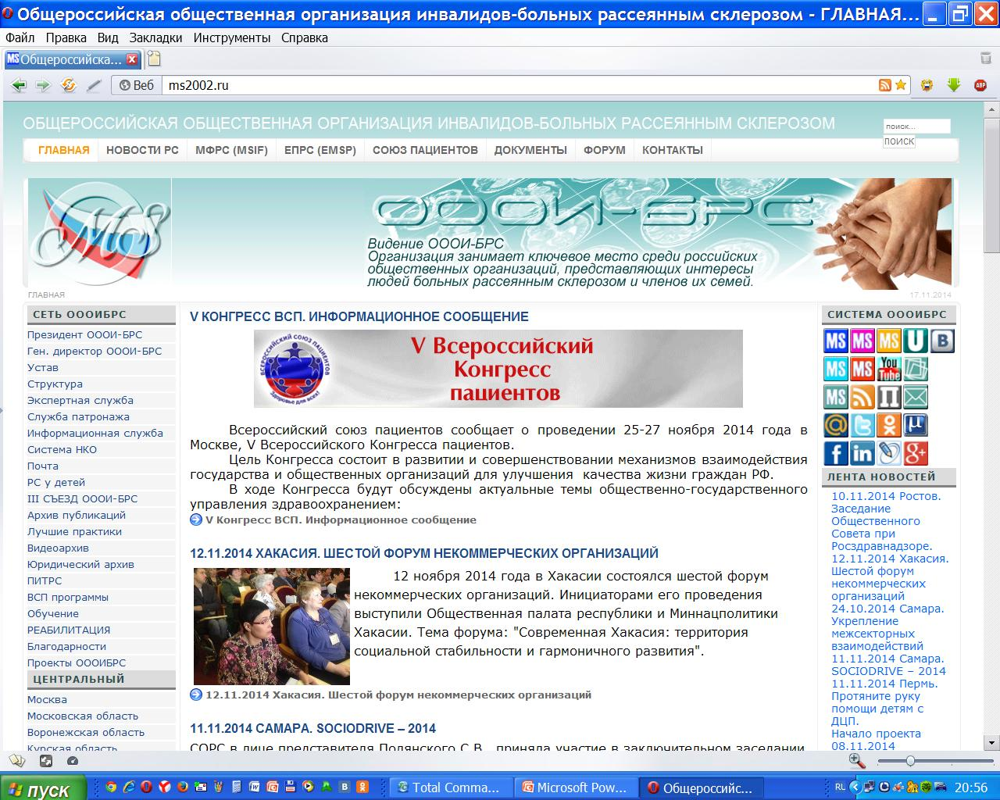 Общероссийская общественная организация инвалидов-больных рассеянным склерозом - ГЛАВНАЯ...
Файл Правка Вид Закладки Инструменты Справка
MS Общероссийска...
Веб ms2002.ru ABP
ОБЩЕРОССИЙСКАЯ ОБЩЕСТВЕННАЯ ОРГАНИЗАЦИЯ ИНВАЛИДОВ-БОЛЬНЫХ РАССЕЯННЫМ СКЛЕРОЗОМ
поиск...
ПОИСК
ГЛАВНАЯ НОВОСТИ РС МФРС (MSIF) ЕПРС (EMSP) СОЮЗ ПАЦИЕНТОВ ДОКУМЕНТЫ ФОРУМ КОНТАКТЫ
MS
ОООИ-БРС
Видение ОООИ-БРС
Организация занимает ключевое место среди российских
общественных организаций, представляющих интересы
людей больных рассеянным склерозом и членов их семей.
ГЛАВНАЯ
17.11.2014
СЕТЬ ОООИБРС
Президент ОООИ-БРС
Ген. директор ОООИ-БРС
Устав
Структура
Экспертная служба
Служба патронажа
Информационная служба
Система НКО
Почта
РС у детей
III СЪЕЗД ОООИ-БРС
Архив публикаций
Лучшие практики
Видеоархив
Юридический архив
ПИТРС
ВСП программы
Обучение
РЕАБИЛИТАЦИЯ
Благодарности
Проекты ОООИБРС
ЦЕНТРАЛЬНЫЙ
Москва
Московская область
Воронежская область
Курская область
V КОНГРЕСС ВСП. ИНФОРМАЦИОННОЕ СООБЩЕНИЕ
ВСЕРОССИЙСКИЙ СОЮЗ ПАЦИЕНТОВ
Здоровье для всех!
V Всероссийский
Конгресс
пациентов
Всероссийский союз пациентов сообщает о проведении 25-27 ноября 2014 года в
Москве, V Всероссийского Конгресса пациентов.
Цель Конгресса состоит в развитии и совершенствовании механизмов взаимодействия
государства и общественных организаций для улучшения качества жизни граждан РФ.
В ходе Конгресса будут обсуждены актуальные темы общественно-государственного
управления здравоохранением:
V Конгресс ВСП. Информационное сообщение
12.11.2014 ХАКАСИЯ. ШЕСТОЙ ФОРУМ НЕКОММЕРЧЕСКИХ ОРГАНИЗАЦИЙ
12 ноября 2014 года в Хакасии состоялся шестой форум
некоммерческих организаций. Инициаторами его проведения
выступили Общественная палата республики и Миннацполитики
Хакасии. Тема форума: "Современная Хакасия: территория
социальной стабильности и гармоничного развития".
12.11.2014 Хакасия. Шестой форум некоммерческих организаций
11.11.2014 САМАРА. SOCIODRIVE – 2014
СОРС в лице представителя Полянского С.В., приняла участие в заключительном заседании
СИСТЕМА ОООИБРС
MS MS MS U В
MS MS You Tube
MS П
@ t µ
f in g+
ЛЕНТА НОВОСТЕЙ
10.11.2014 Ростов.
Заседание
Общественного
Совета при
Росздравнадзоре.
12.11.2014 Хакасия.
Шестой форум
некоммерческих
организаций
24.10.2014 Самара.
Укрепление
межсекторных
взаимодействий
11.11.2014 Самара.
SOCIODRIVE – 2014
11.11.2014 Пермь.
Протяните руку
помощи детям с
ДЦП.
Начало проекта
08.11.2014
пуск Total Comma... Microsoft Pow... Общероссийс... RL 20:56